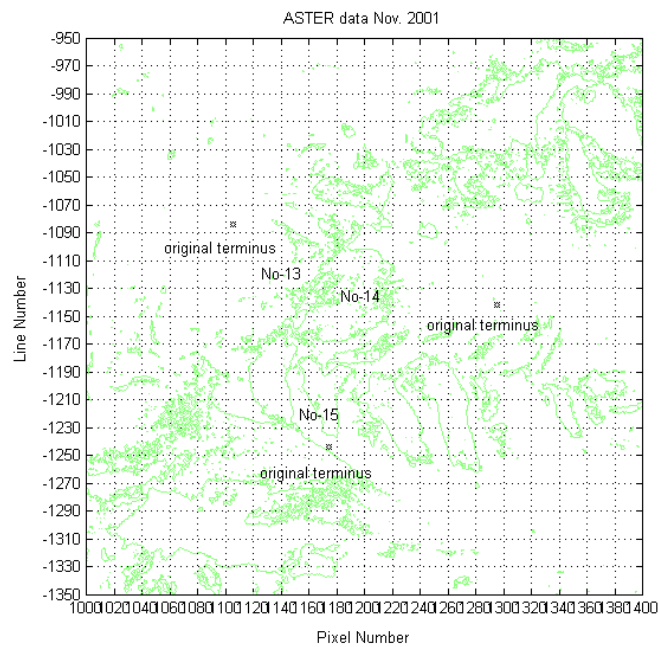 ASTER data Nov. 2001
-950
-970
-990
-1010
-1030
-1050
-1070
-1090
-1110
-1130
-1150
-1170
-1190
-1210
-1230
-1250
-1270
-1290
-1310
-1330
-1350
Line Number
original terminus
No-13
No-14
original terminus
No-15
original terminus
1000 1020 1040 1060 1080 1100 1120 1140 1160 1180 1200 1220 1240 1260 1280 1300 1320 1340 1360 1380 1400
Pixel Number